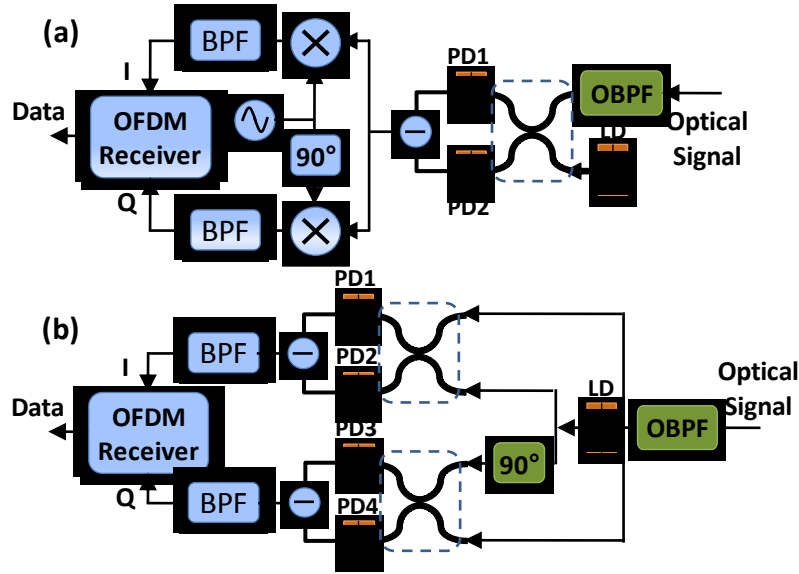 (a)
BPF
I
PD1
OBPF
Data
OFDM
Receiver
90°
−
LD
Optical
Signal
Q
BPF
PD2
(b)
PD1
BPF
−
I
PD2
LD
Optical
Signal
Data
OFDM
Receiver
PD3
90°
OBPF
Q
BPF
−
PD4